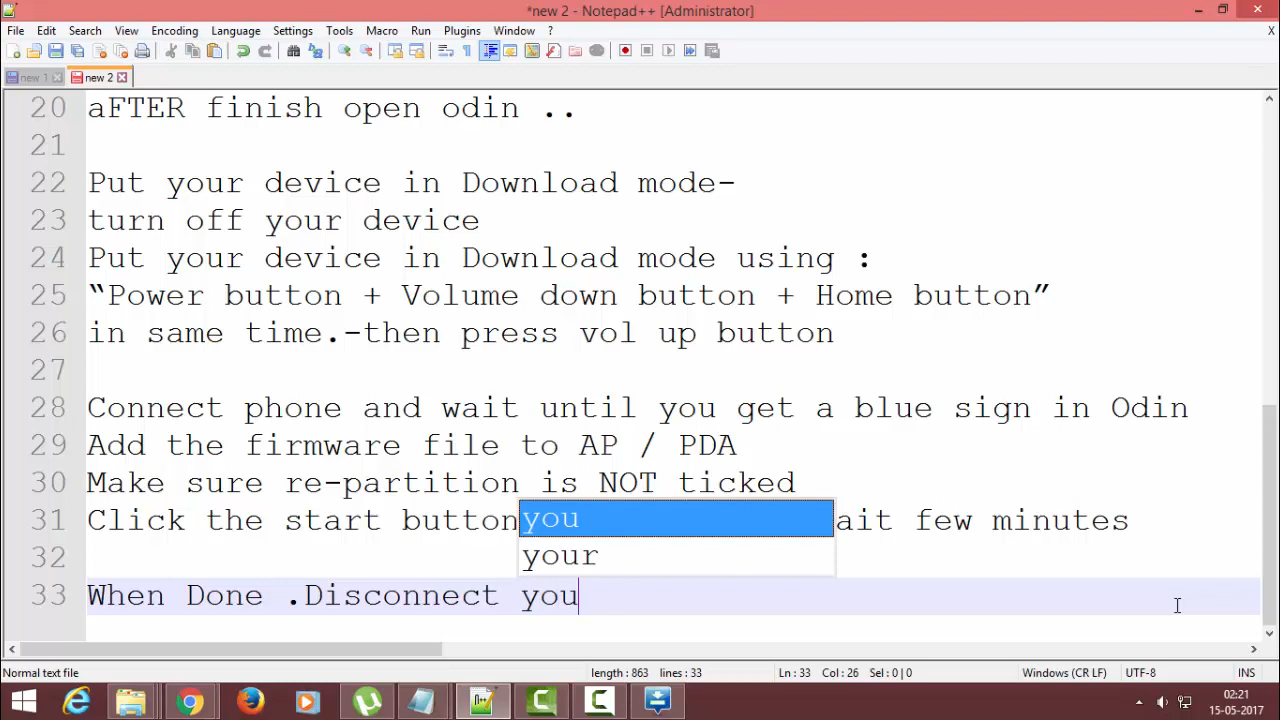 *new 2 - Notepad++ [Administrator]
File Edit Search View Encoding Language Settings Tools Macro Run Plugins Window ? X
new 1 new 2
20 aFTER finish open odin ..
21
22 Put your device in Download mode-
23 turn off your device
24 Put your device in Download mode using :
25 “Power button + Volume down button + Home button”
26 in same time.-then press vol up button
27
28 Connect phone and wait until you get a blue sign in Odin
29 Add the firmware file to AP / PDA
30 Make sure re-partition is NOT ticked
31 Click the start button ait few minutes
you
your
32
33 When Done .Disconnect you
Normal text file length : 863 lines : 33 Ln : 33 Col : 26 Sel : 0 | 0 Windows (CR LF) UTF-8 INS
02:21
15-05-2017